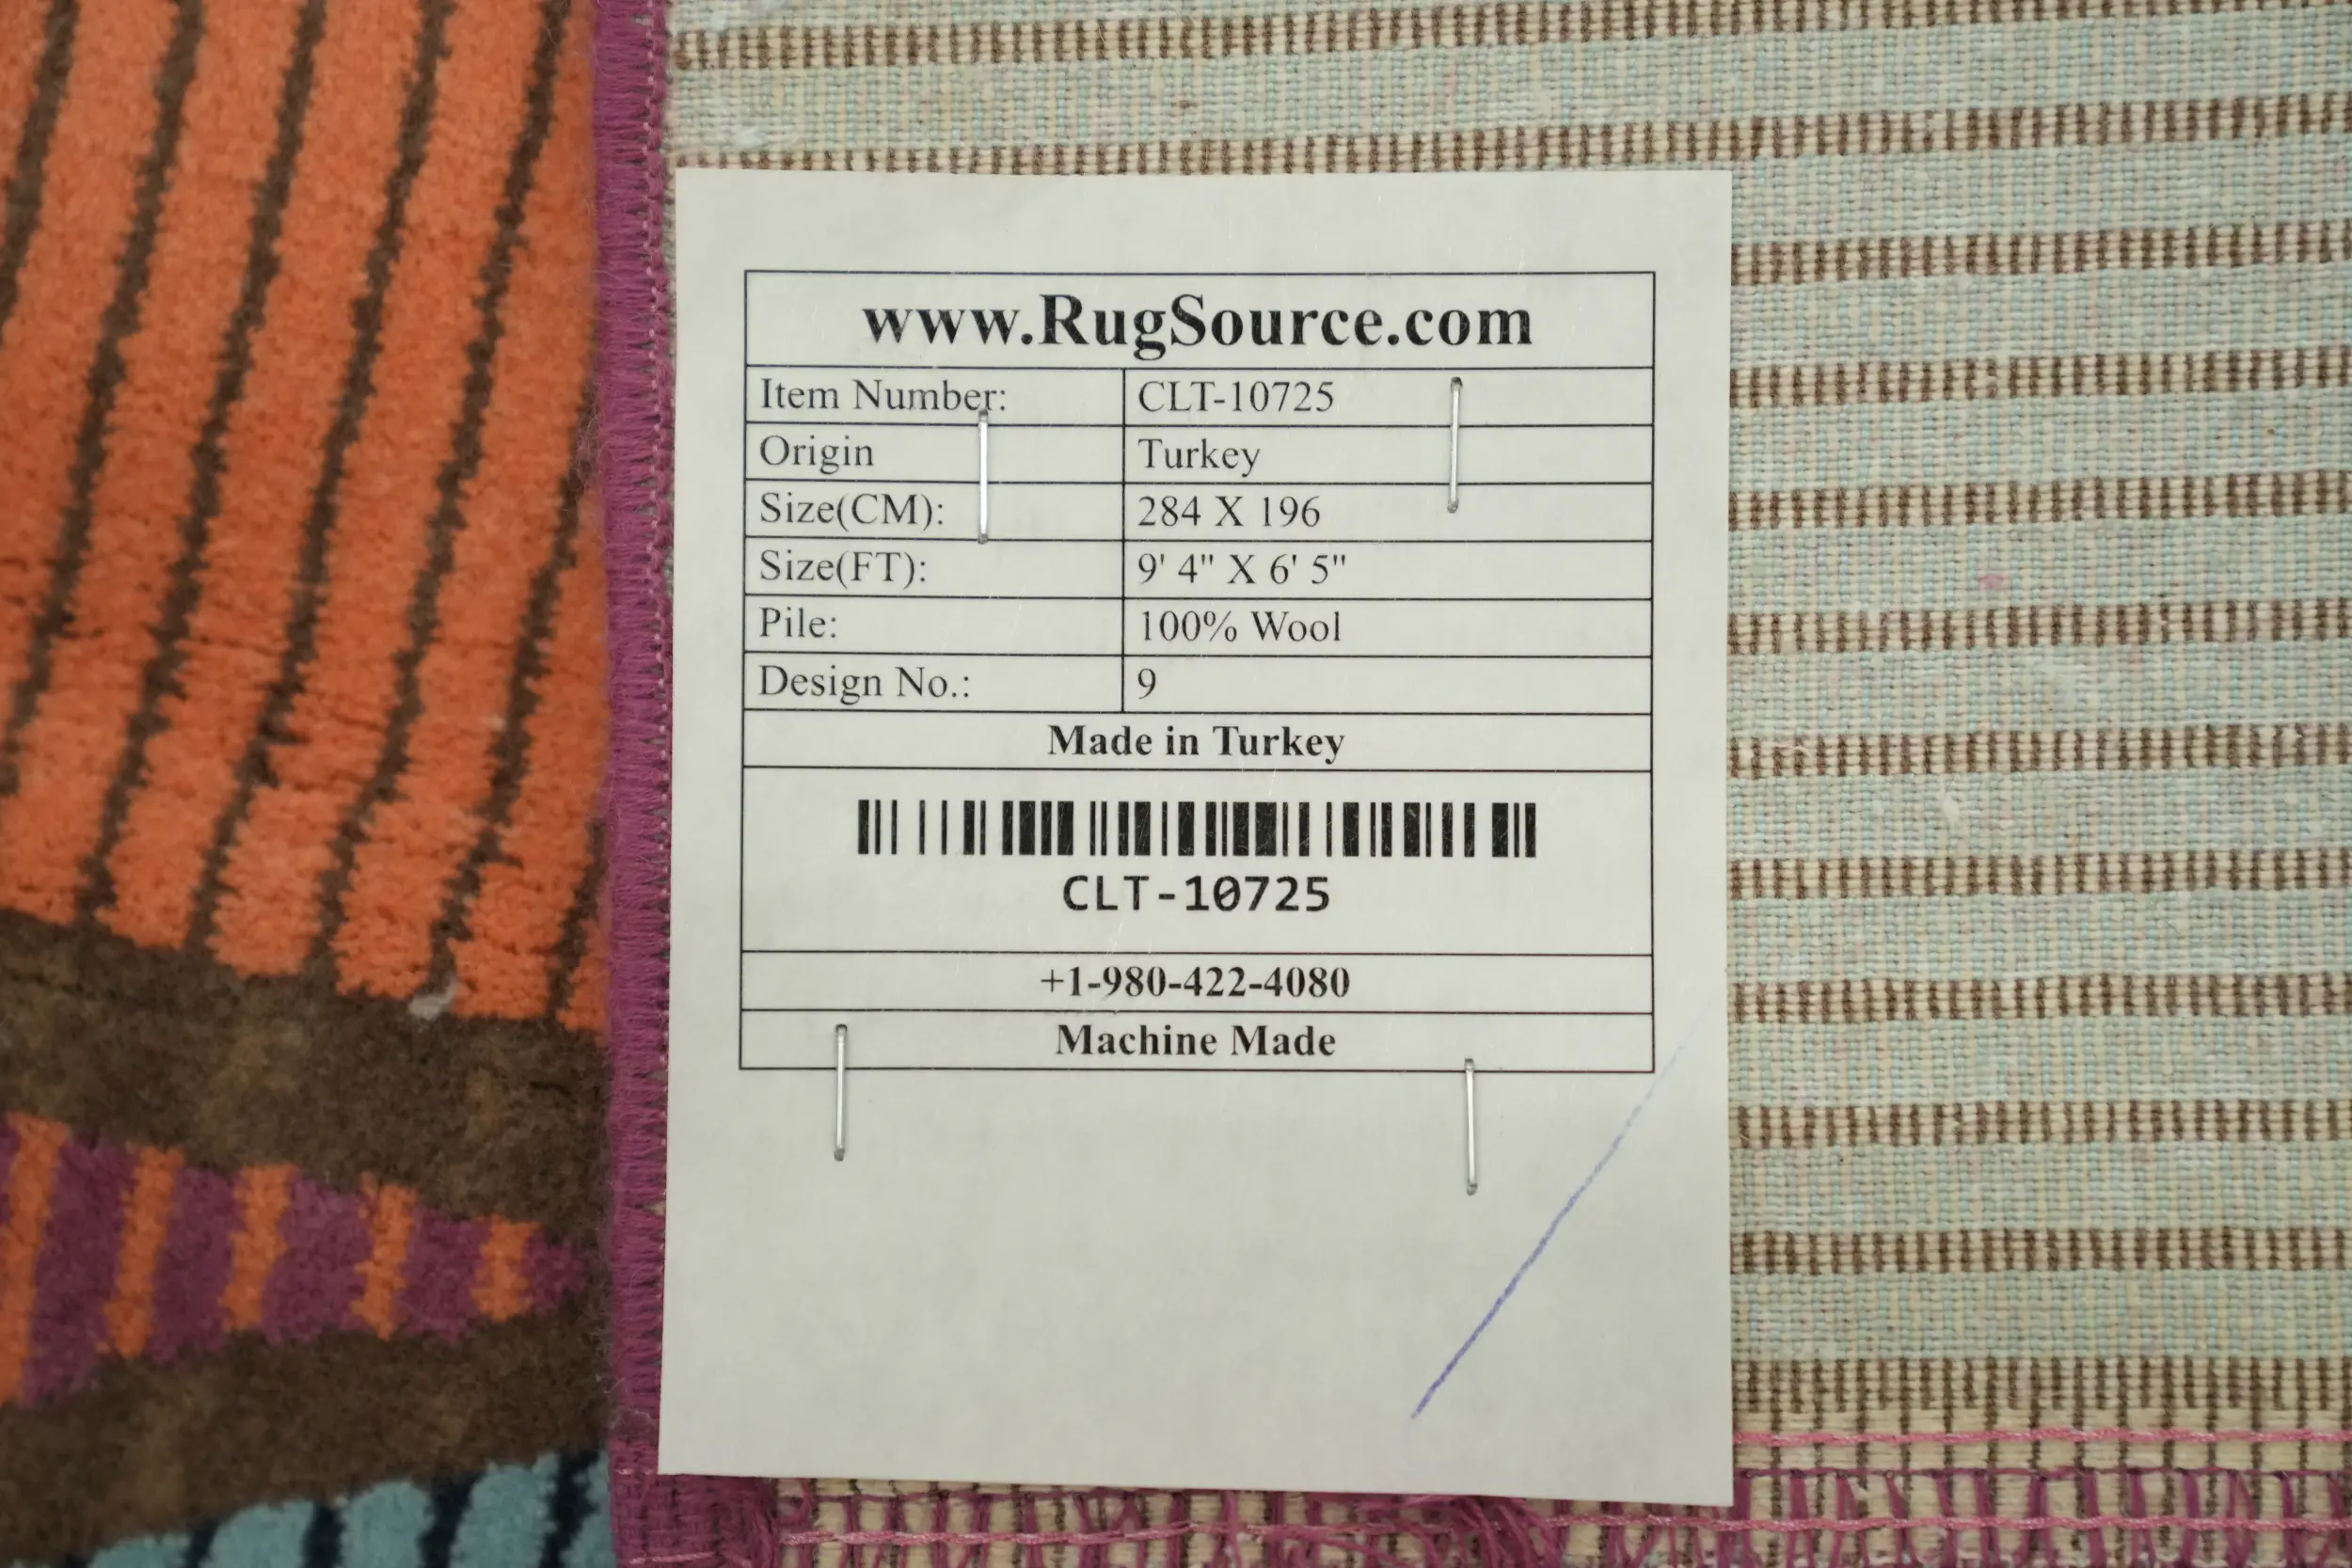 www.RugSource.com
Item Number: CLT-10725
Origin Turkey
Size(CM): 284 X 196
Size(FT): 9' 4" X 6' 5"
Pile: 100% Wool
Design No.: 9
Made in Turkey
CLT-10725
+1-980-422-4080
Machine Made